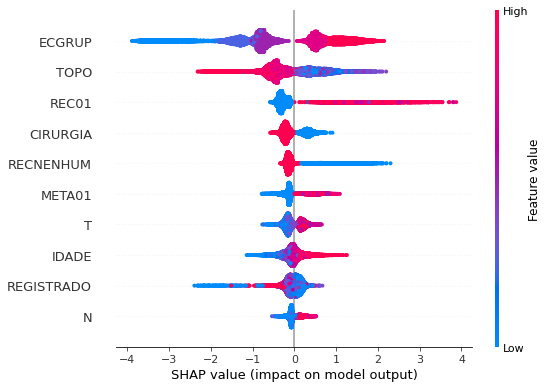 High
ECGRUP
TOPO
REC01
CIRURGIA
RECNENHUM
META01
T
IDADE
REGISTRADO
N
Low
Feature value
−4 −3 −2 −1 0 1 2 3 4
SHAP value (impact on model output)